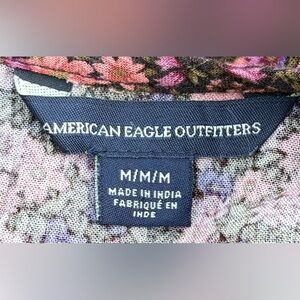 AMERICAN EAGLE OUTFITTERS
M/M/M
MADE IN INDIA
FABRIQUÉ EN
INDE